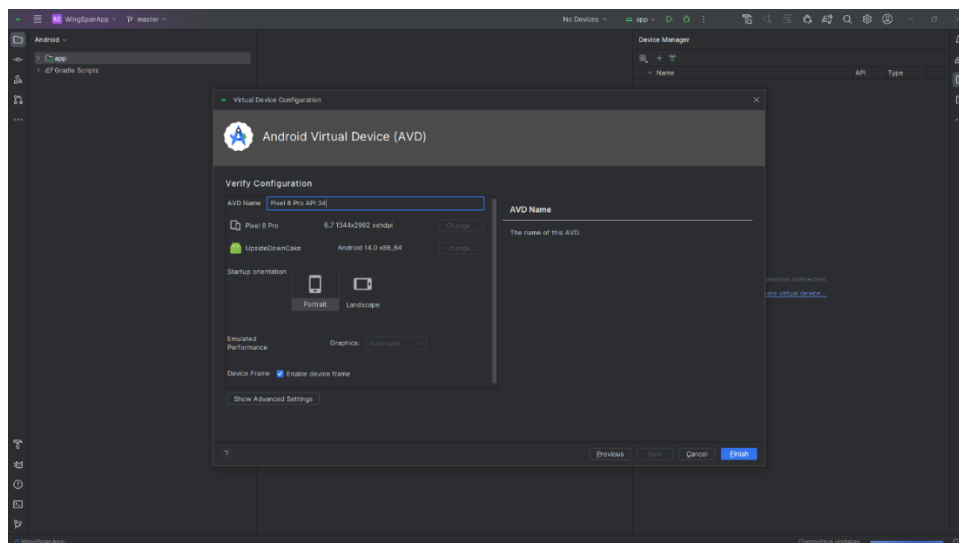 WS WingSpanApp master No Devices app
Android
Device Manager
app
Gradle Scripts
Name API Type
Virtual Device Configuration
Android Virtual Device (AVD)
Verify Configuration
AVD Name Pixel 8 Pro API 34
AVD Name
Pixel 8 Pro 6.7 1344x2992 xxhdpi Change...
The name of this AVD.
UpsideDownCake Android 14.0 x86_64 Change...
Startup orientation
Portrait Landscape
devices connected.
ate virtual device...
Emulated
Performance
Graphics: Automatic
Device Frame Enable device frame
Show Advanced Settings
? Previous Next Cancel Finish
WingSpanApp Computing updates